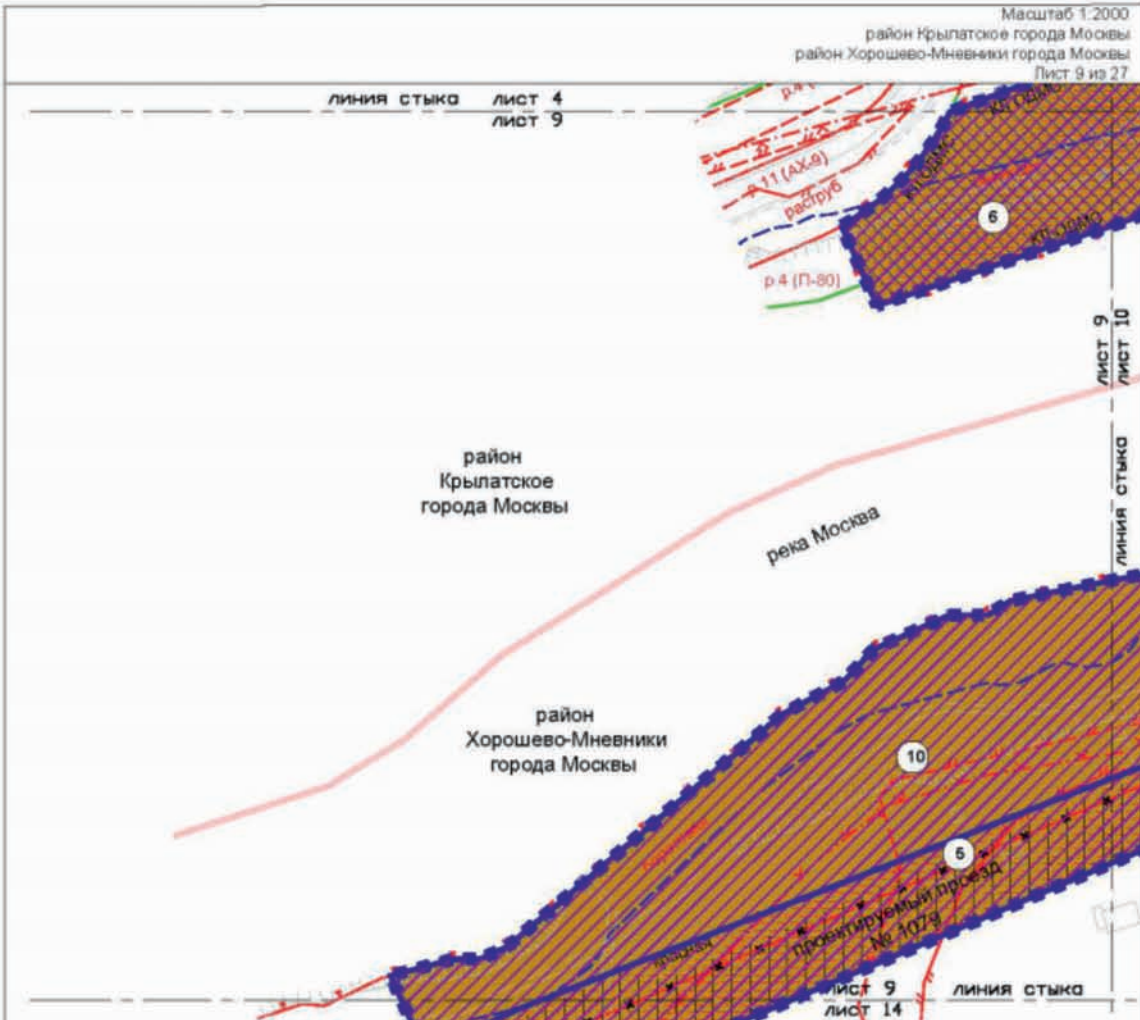 Масштаб 1:2000
район Крылатское города Москвы
район Хорошево-Мневники города Москвы
Лист 9 из 27
линия стыка лист 4
лист 9
р.11 (АХ-9)
раструб
р.4 (П-80)
6
лист 9
лист 10
линия стыка
район
Крылатское
города Москвы
река Москва
район
Хорошево-Мневники
города Москвы
10
5
проектируемый проезд
№ 1079
лист 9 линия стыка
лист 14